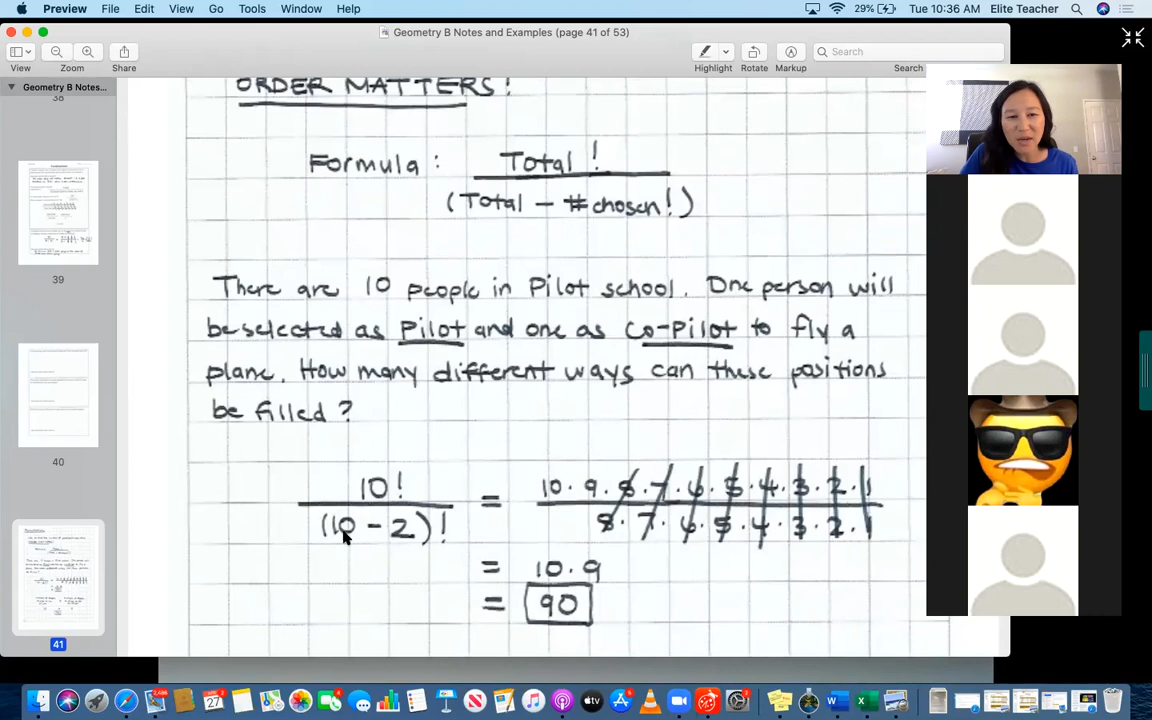 Preview File Edit View Go Tools Window Help 29% Tue 10:36 AM Elite Teacher
Geometry B Notes and Examples (page 41 of 53)
View Zoom Share Highlight Rotate Markup Search
Search
Geometry B Notes...
38
39
40
41
ORDER MATTERS!
Formula: Total!
(Total - #chosen!)
There are 10 people in Pilot school. One person will
be selected as Pilot and one as Co-Pilot to fly a
plane. How many different ways can these positions
be filled?
10! = 10.9.8.7.6.5.4.3.2.1
(10-2)! 8.7.6.5.4.3.2.1
= 10.9
= 90